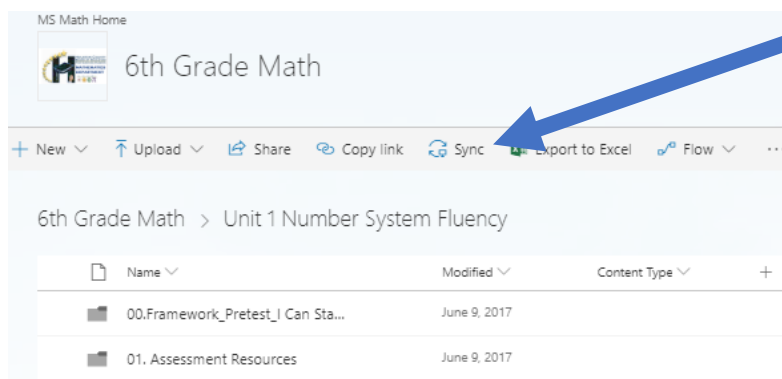 MS Math Home
6th Grade Math
New Upload Share Copy link Sync Export to Excel Flow ...
6th Grade Math > Unit 1 Number System Fluency
Name Modified Content Type +
00.Framework_Pretest_I Can Sta... June 9, 2017
01. Assessment Resources June 9, 2017